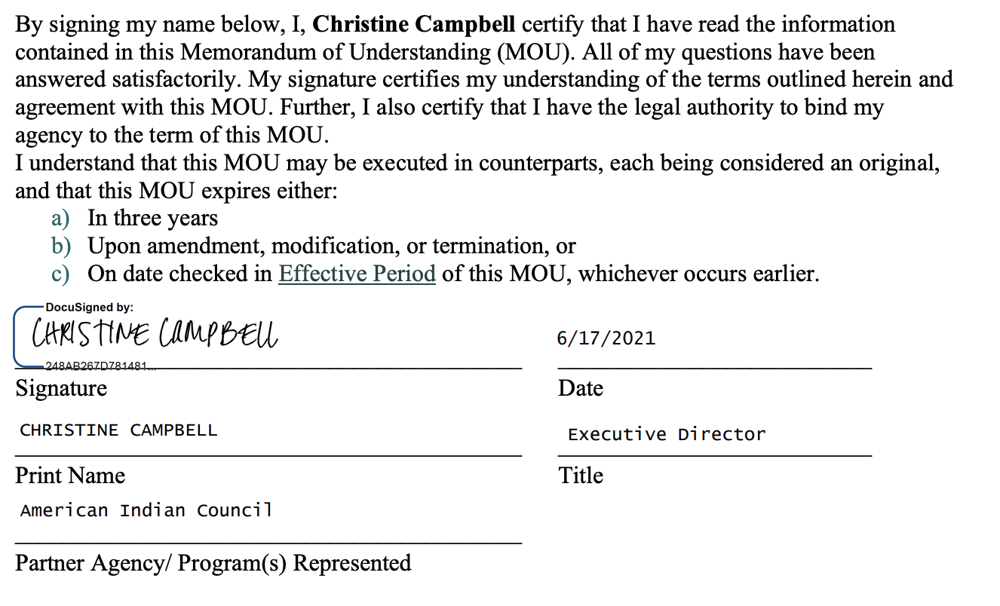 By signing my name below, I, Christine Campbell certify that I have read the information
contained in this Memorandum of Understanding (MOU). All of my questions have been
answered satisfactorily. My signature certifies my understanding of the terms outlined herein and
agreement with this MOU. Further, I also certify that I have the legal authority to bind my
agency to the term of this MOU.
I understand that this MOU may be executed in counterparts, each being considered an original,
and that this MOU expires either:
a) In three years
b) Upon amendment, modification, or termination, or
c) On date checked in Effective Period of this MOU, whichever occurs earlier.
DocuSigned by:
CHRISTINE CAMPBELL
6/17/2021
248AB267D781481...
Signature
Date
CHRISTINE CAMPBELL
Executive Director
Print Name
Title
American Indian Council
Partner Agency/ Program(s) Represented